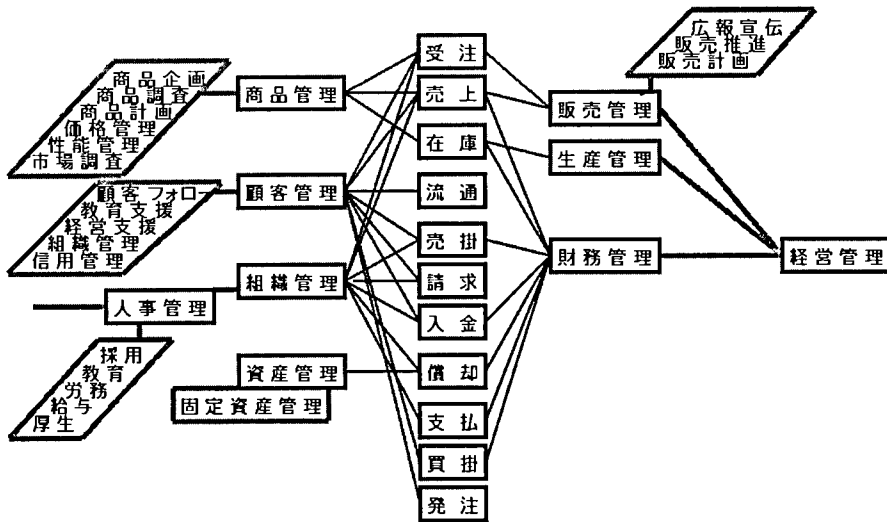 商品企画
商品調査
商品計画
価格管理
性能管理
市場調査
顧客フォロー
教育支援
経営支援
組織管理
信用管理
人事管理
採用
教育
労務
給与
厚生
商品管理
顧客管理
組織管理
資産管理
固定資産管理
受注
売上
在庫
流通
売掛
請求
入金
償却
支払
買掛
発注
広報宣伝
販売推進
販売計画
販売管理
生産管理
財務管理
経営管理